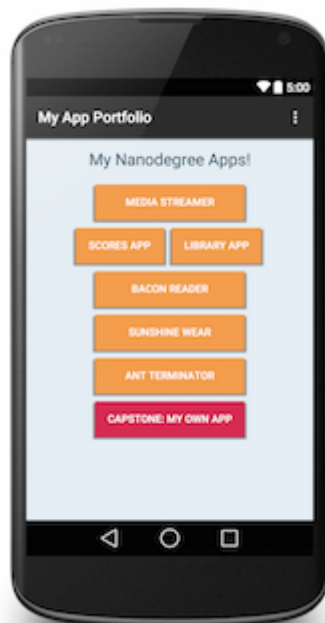 5:00
My App Portfolio
My Nanodegree Apps!
MEDIA STREAMER
SCORES APP LIBRARY APP
BACON READER
SUNSHINE WEAR
ANT TERMINATOR
CAPSTONE: MY OWN APP